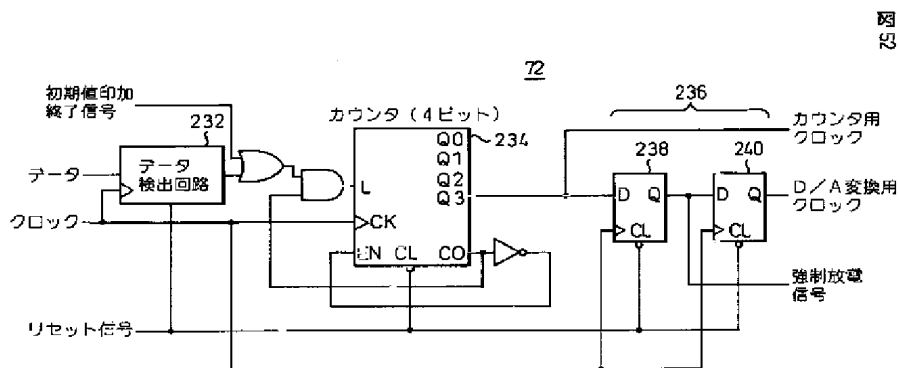 図52
72
初期値印加
終了信号
232
データ
データ
検出回路
クロック
リセット信号
カウンタ(4ビット)
234
Q0
Q1
Q2
Q3
L
CK
EN CL CO
236
238
D Q
CL
240
D Q
CL
カウンタ用
クロック
D/A変換用
クロック
強制放電
信号